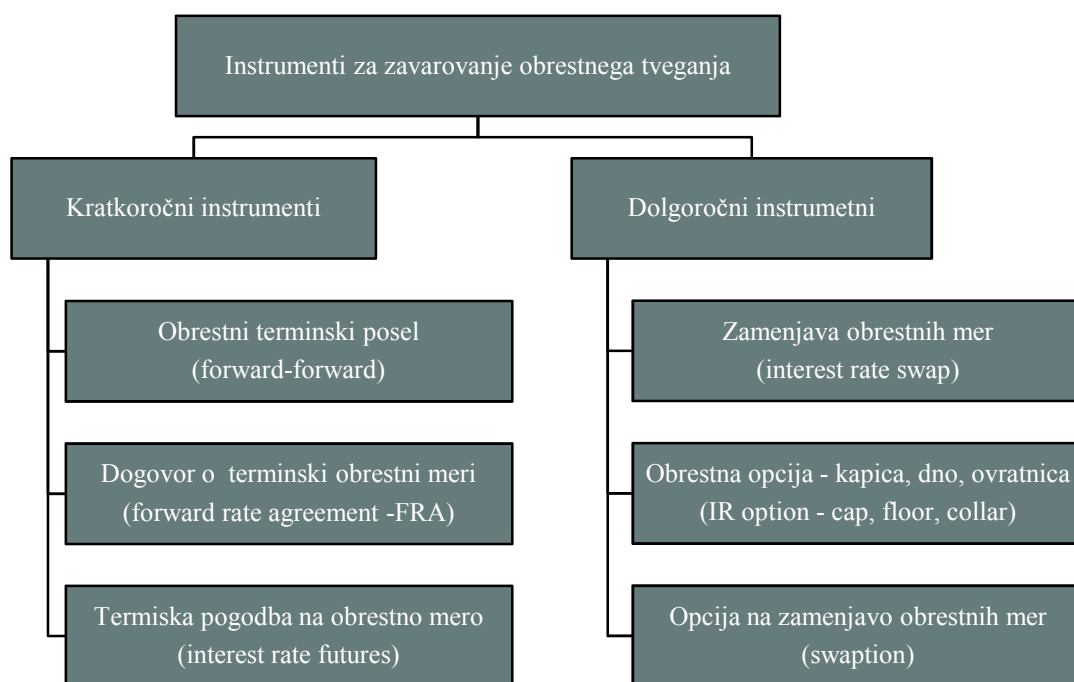 Instrumenti za zavarovanje obrestnega tveganja
Kratkoročni instrumenti
Obrestni terminski posel
(forward-forward)
Dogovor o  terminski obrestni meri
(forward rate agreement -FRA)
Termiska pogodba na obrestno mero
(interest rate futures)
Dolgoročni instrumetni
Zamenjava obrestnih mer
(interest rate swap)
Obrestna opcija - kapica, dno, ovratnica
(IR option - cap, floor, collar)
Opcija na zamenjavo obrestnih mer
(swaption)